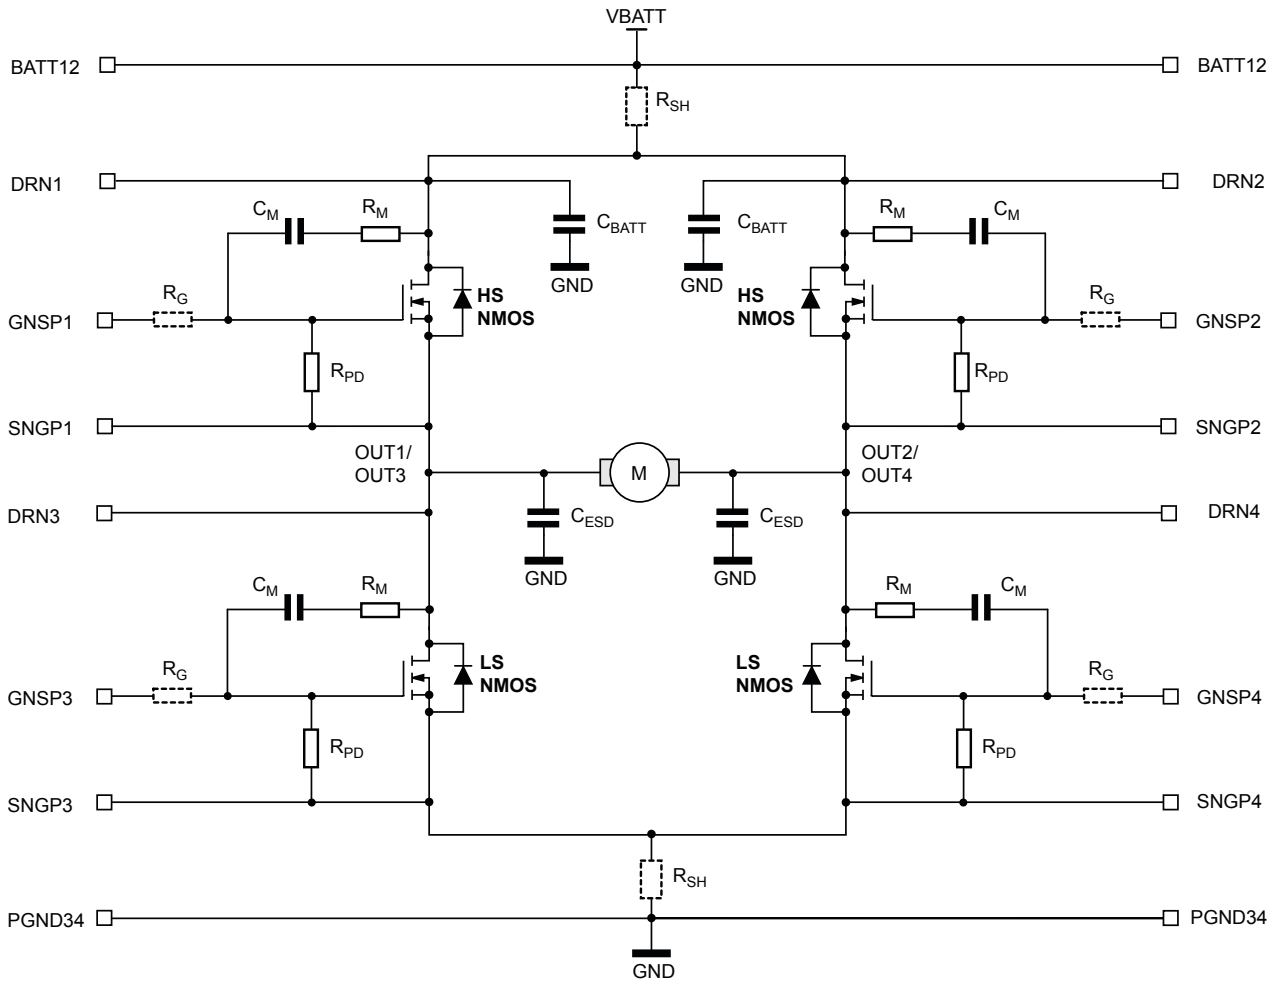 VBATT
BATT12
BATT12
RSH
DRN1
DRN2
CM
RM
CBATT
CBATT
RM
CM
GND
GND
RG
HS
NMOS
HS
NMOS
RG
GNSP1
GNSP2
RPD
RPD
SNGP1
SNGP2
OUT1/
OUT3
M
OUT2/
OUT4
DRN3
CESD
CESD
DRN4
GND
GND
CM
RM
RM
CM
RG
LS
NMOS
LS
NMOS
RG
GNSP3
GNSP4
RPD
RPD
SNGP3
SNGP4
RSH
PGND34
PGND34
GND